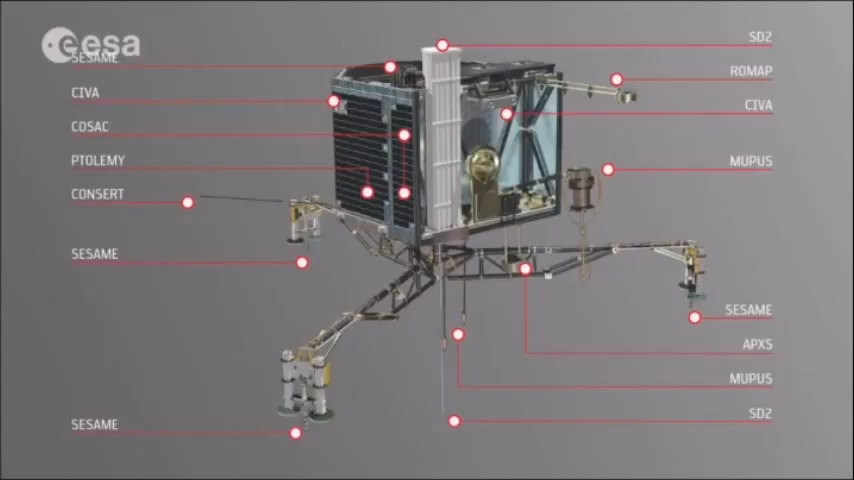 esa
SESAME
CIVA
COSAC
PTOLEMY
CONSERT
SESAME
SESAME
SD2
ROMAP
CIVA
MUPUS
SESAME
APXS
MUPUS
SD2